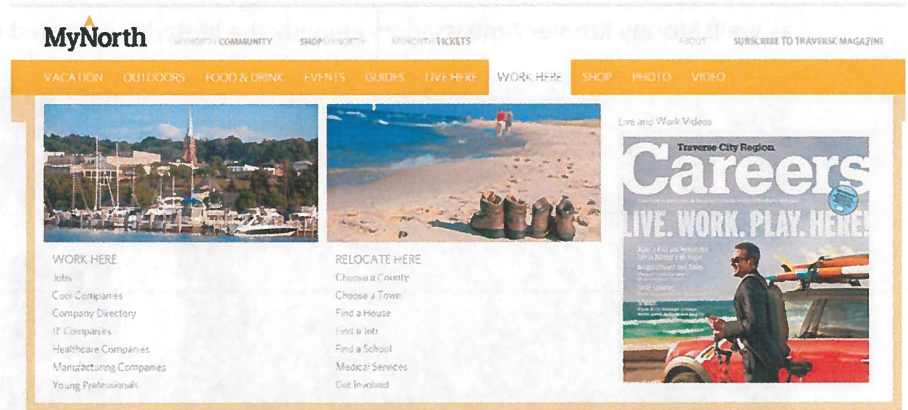 MyNorth
MYNORTH COMMUNITY SHOPMYNORTH MYNORTH TICKETS ABOUT SUBSCRIBE TO TRAVERSE MAGAZINE
VACATION OUTDOORS FOOD & DRINK EVENTS GUIDES LIVE HERE WORK HERE SHOP PHOTO VIDEO
Live and Work Videos
Traverse City Region
Careers
LIVE. WORK. PLAY. HERE!
WORK HERE
Jobs
Cool Companies
Company Directory
IT Companies
Healthcare Companies
Manufacturing Companies
Young Professionals
RELOCATE HERE
Choose a County
Choose a Town
Find a House
Find a Job
Find a School
Medical Services
Get Involved